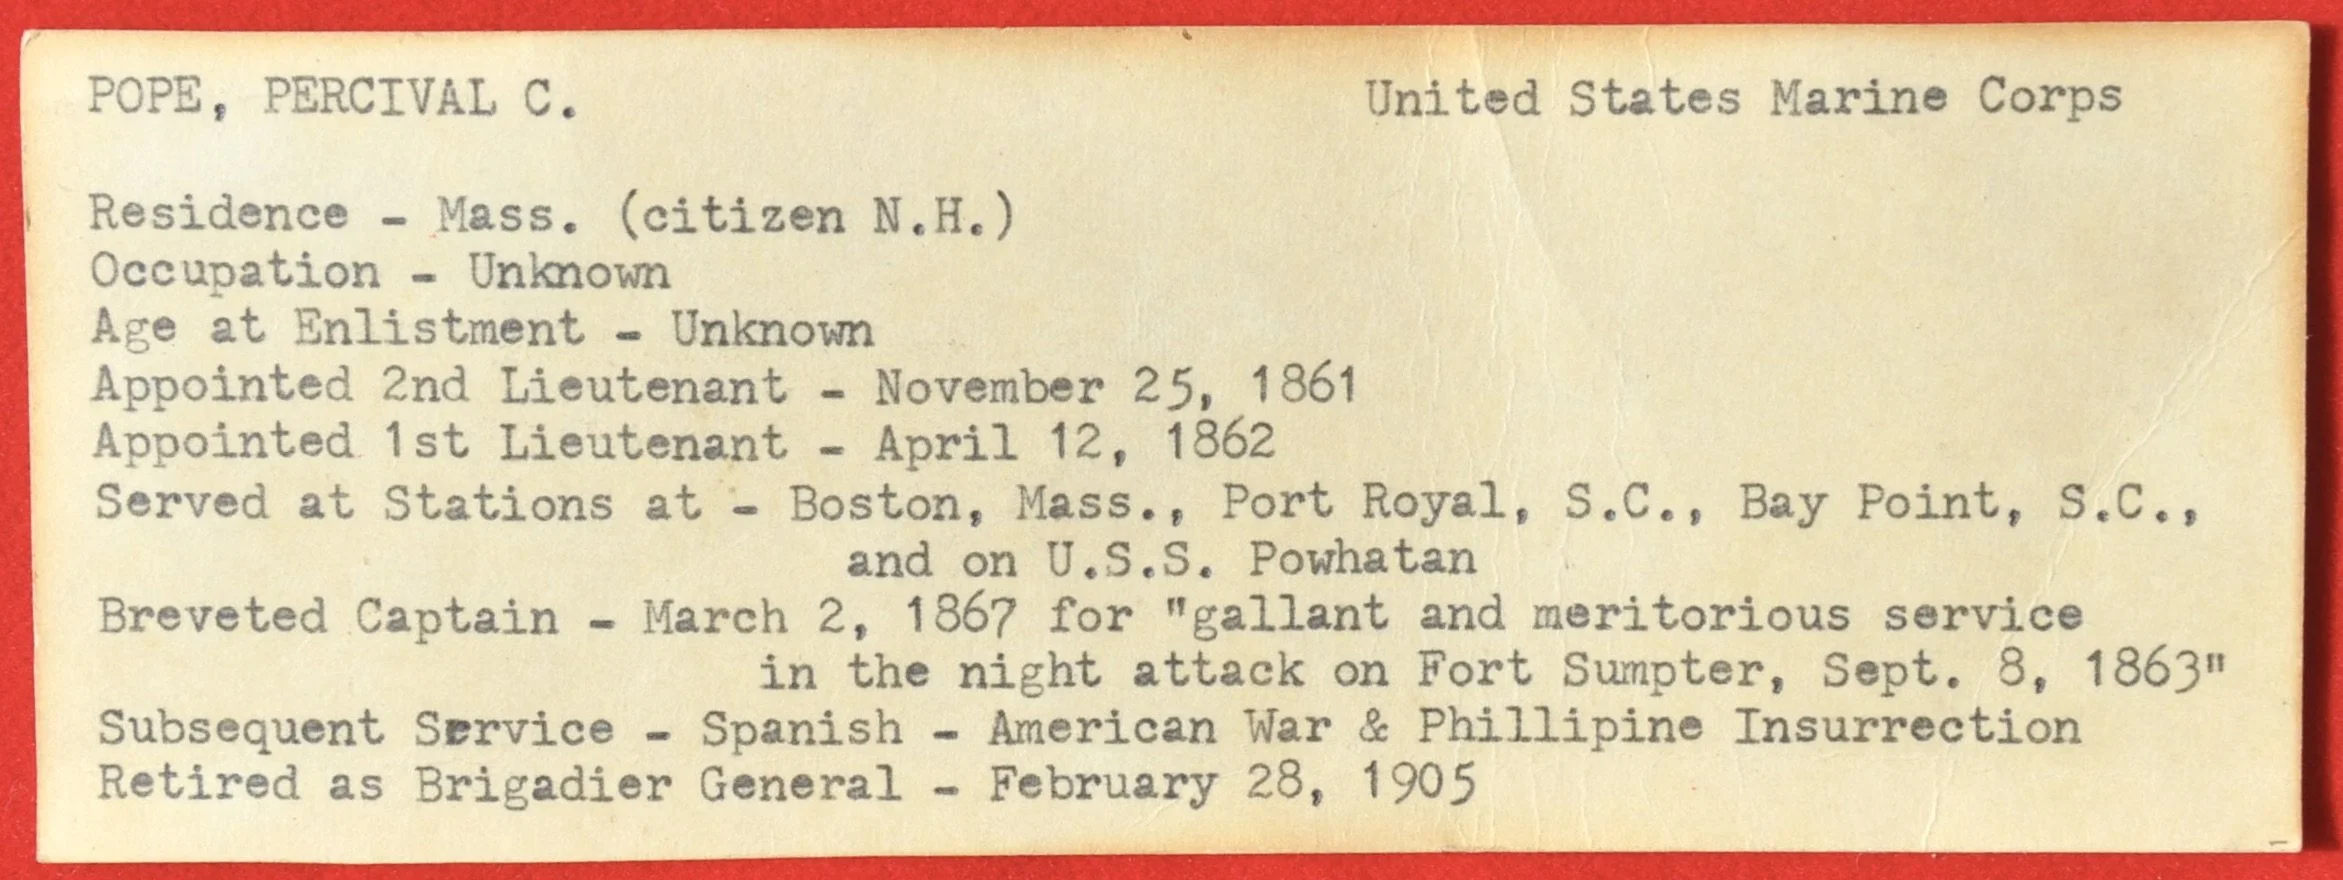 POPE, PERCIVAL C. United States Marine Corps
Residence - Mass. (citizen N.H.)
Occupation - Unknown
Age at Enlistment - Unknown
Appointed 2nd Lieutenant - November 25, 1861
Appointed 1st Lieutenant - April 12, 1862
Served at Stations at - Boston, Mass., Port Royal, S.C., Bay Point, S.C.,
and on U.S.S. Powhatan
Breveted Captain - March 2, 1867 for "gallant and meritorious service
in the night attack on Fort Sumpter, Sept. 8, 1863"
Subsequent Service - Spanish - American War & Phillipine Insurrection
Retired as Brigadier General - February 28, 1905